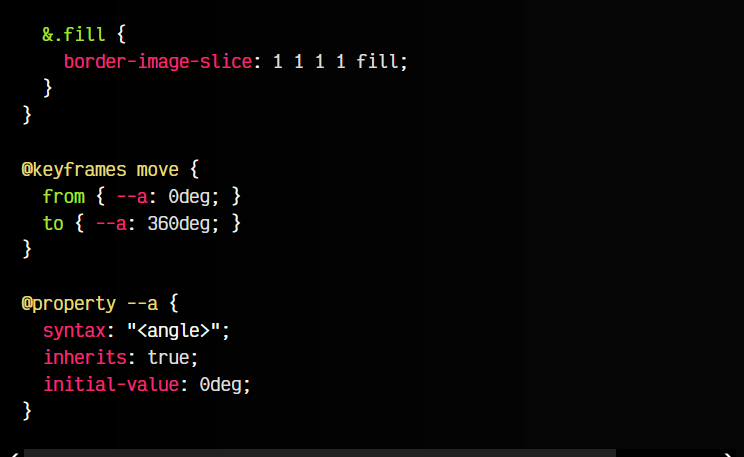 &.fill {
border-image-slice: 1 1 1 1 fill;
}
}
@keyframes move {
from { --a: 0deg; }
to { --a: 360deg; }
}
@property --a {
syntax: "<angle>";
inherits: true;
initial-value: 0deg;
}